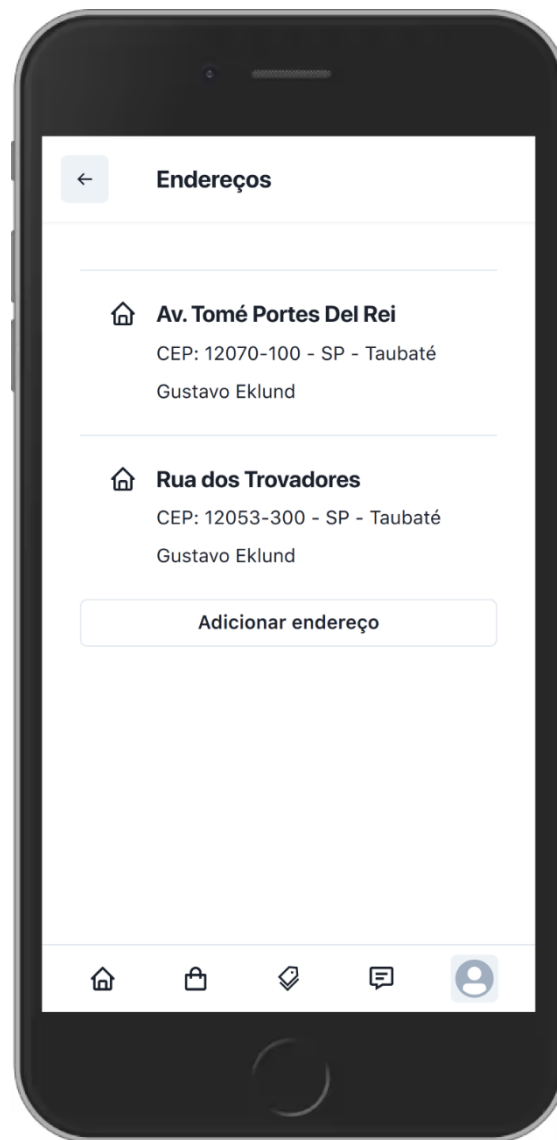 Endereços
Av. Tomé Portes Del Rei
CEP: 12070-100 - SP - Taubaté
Gustavo Eklund
Rua dos Trovadores
CEP: 12053-300 - SP - Taubaté
Gustavo Eklund
Adicionar endereço